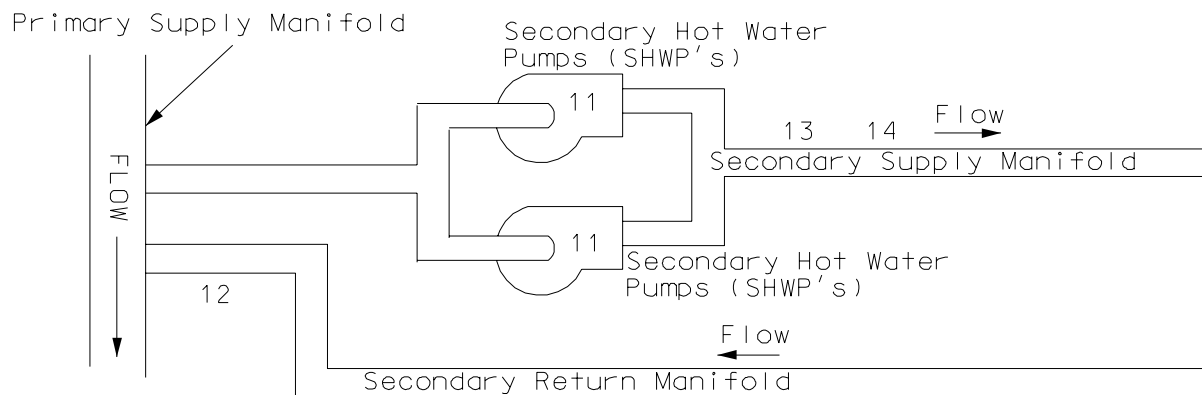 Primary Supply Manifold
Secondary Hot Water
Pumps (SHWP's)
11
13
14
Flow
Secondary Supply Manifold
FLOW
11
Secondary Hot Water
Pumps (SHWP's)
12
Flow
Secondary Return Manifold